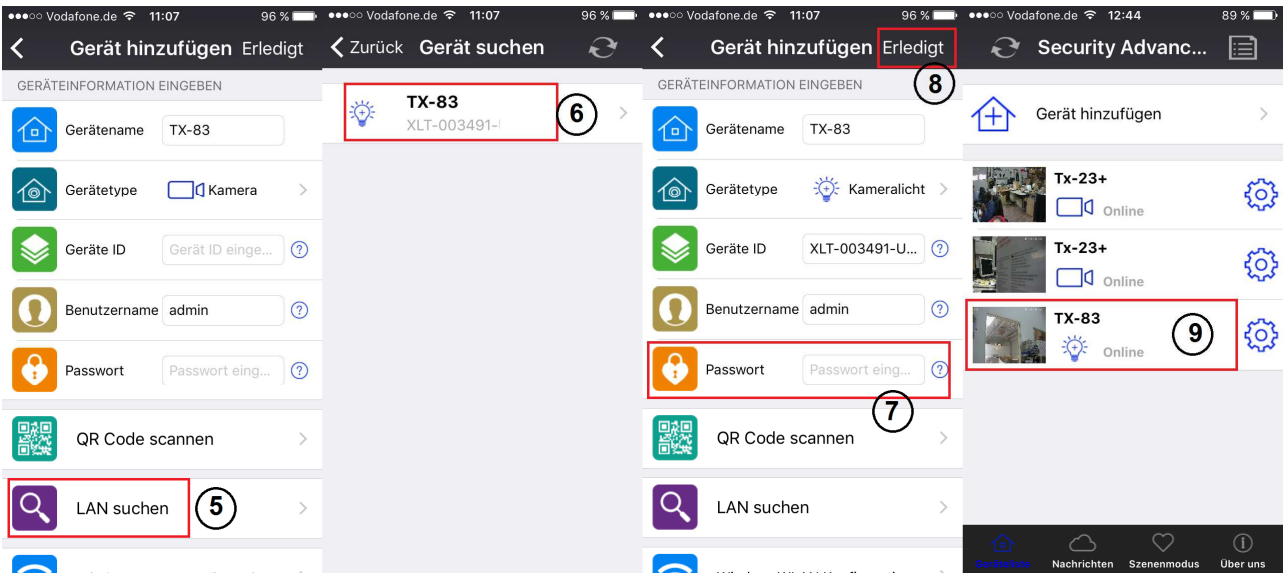 Vodafone.de 11:07 96 %
Gerät hinzufügen Erledigt
GERÄTEINFORMATION EINGEBEN
Gerätename TX-83
Gerätetype Kamera
Geräte ID Gerät ID einge... ?
Benutzername admin ?
Passwort Passwort eing... ?
QR Code scannen
LAN suchen 5
Vodafone.de 11:07 96 %
Zurück Gerät suchen
TX-83
XLT-003491-
6
Vodafone.de 11:07 96 %
Gerät hinzufügen Erledigt
8
GERÄTEINFORMATION EINGEBEN
Gerätename TX-83
Gerätetype Kameralicht
Geräte ID XLT-003491-U... ?
Benutzername admin ?
Passwort Passwort eing... ?
7
QR Code scannen
LAN suchen
Vodafone.de 12:44 89 %
Security Advanc...
Gerät hinzufügen
Tx-23+
Online
Tx-23+
Online
TX-83
Online
9
Geräteliste Nachrichten Szenenmodus Über uns